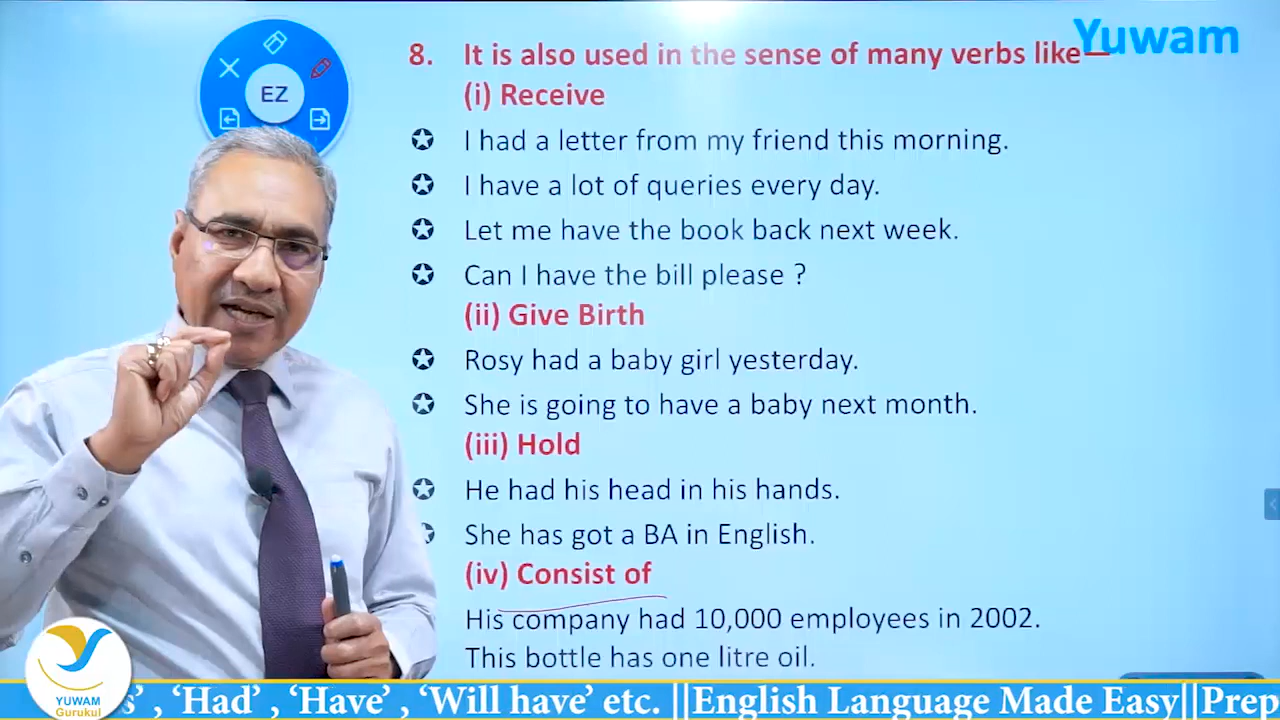 Yuwam
EZ
8. It is also used in the sense of many verbs like—
(i) Receive
I had a letter from my friend this morning.
I have a lot of queries every day.
Let me have the book back next week.
Can I have the bill please ?
(ii) Give Birth
Rosy had a baby girl yesterday.
She is going to have a baby next month.
(iii) Hold
He had his head in his hands.
She has got a BA in English.
(iv) Consist of
His company had 10,000 employees in 2002.
This bottle has one litre oil.
YUWAM
Gurukul
s’ , ‘Had’ , ‘Have’ , ‘Will have’ etc. ||English Language Made Easy||Prep